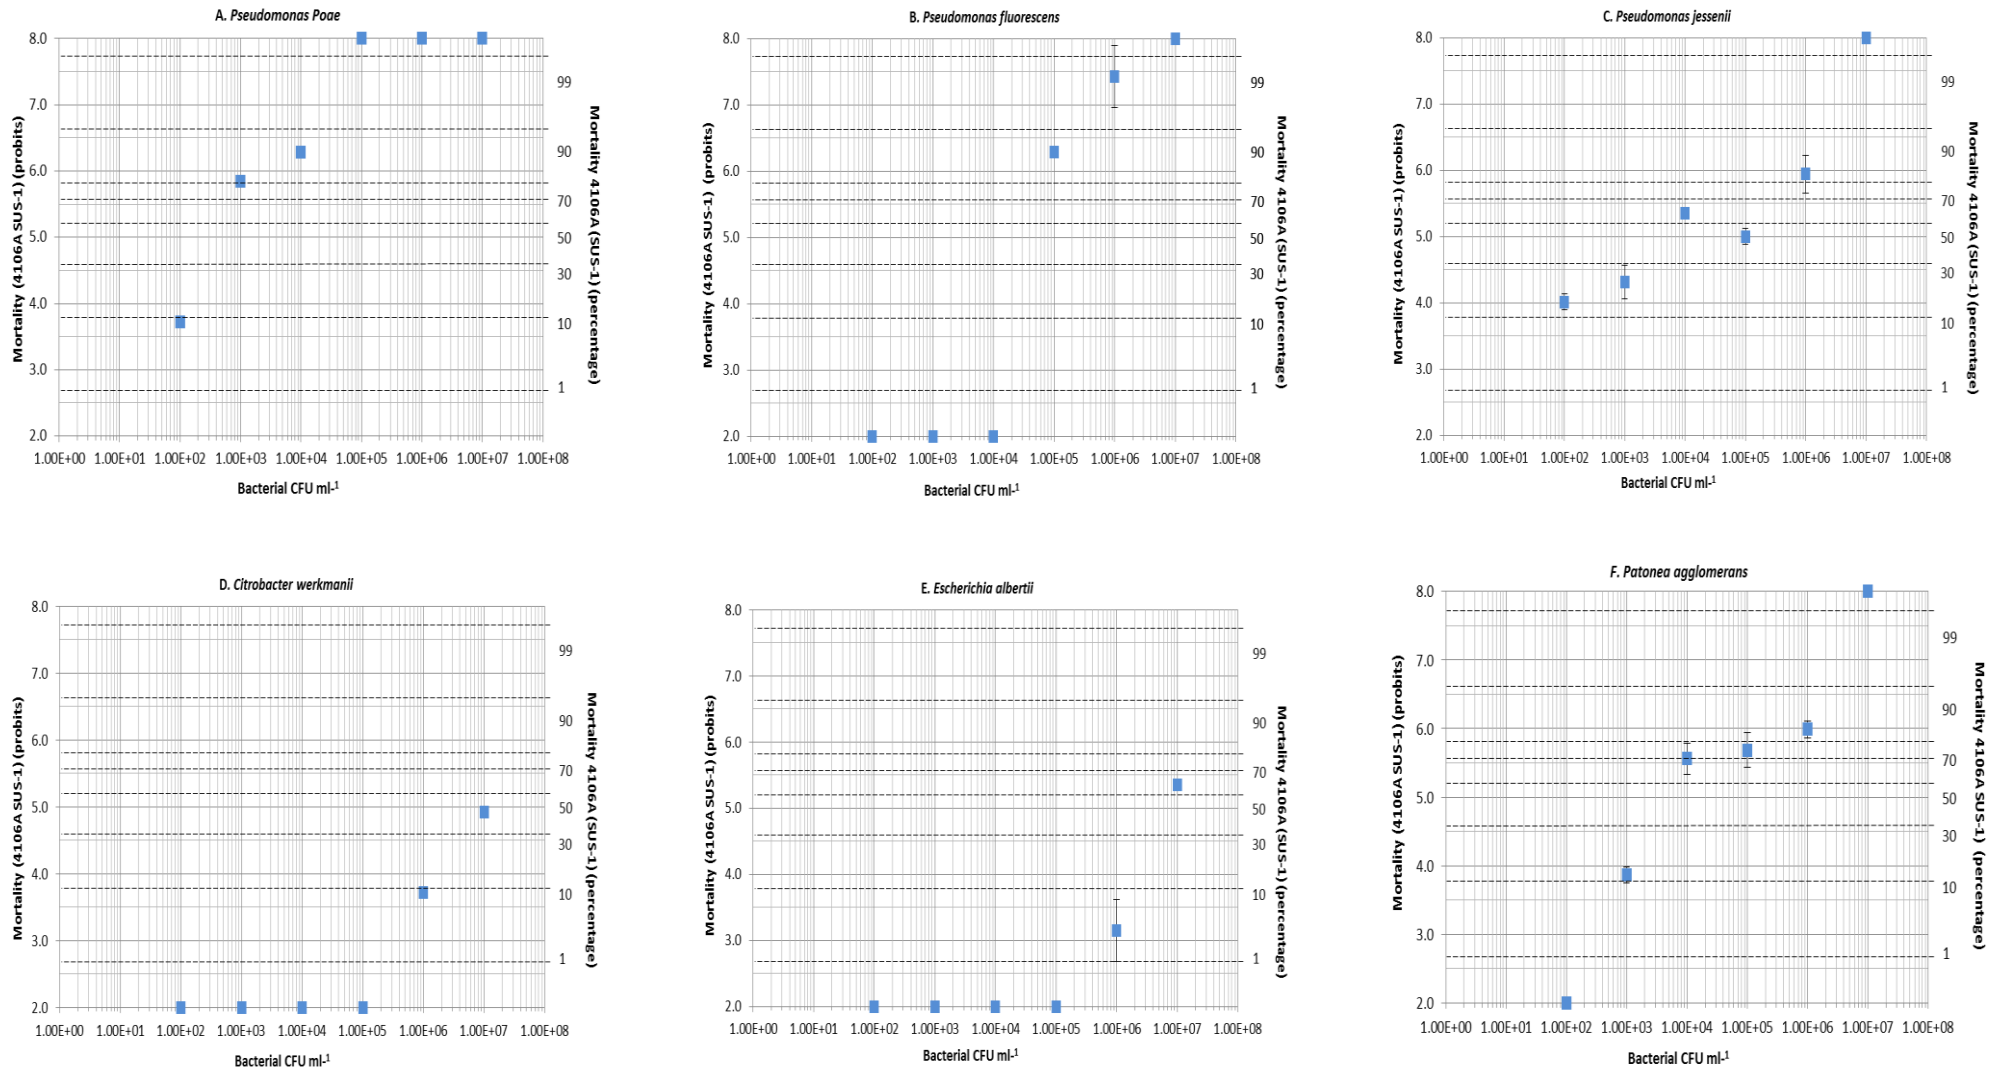 A. Pseudomonas Poae
8.0
7.0
6.0
5.0
4.0
3.0
2.0
Mortality (4106A SUS-1) (probits)
99
90
70
50
30
10
1
Mortality 4106A (SUS-1) (percentage)
1.00E+00 1.00E+01 1.00E+02 1.00E+03 1.00E+04 1.00E+05 1.00E+06 1.00E+07 1.00E+08
Bacterial CFU ml-1
B. Pseudomonas fluorescens
8.0
7.0
6.0
5.0
4.0
3.0
2.0
Mortality (4106A SUS-1) (probits)
99
90
70
50
30
10
1
Mortality 4106A (SUS-1) (percentage)
1.00E+00 1.00E+01 1.00E+02 1.00E+03 1.00E+04 1.00E+05 1.00E+06 1.00E+07 1.00E+08
Bacterial CFU ml-1
C. Pseudomonas jessenii
8.0
7.0
6.0
5.0
4.0
3.0
2.0
Mortality (4106A SUS-1) (probits)
99
90
70
50
30
10
1
Mortality 4106A (SUS-1) (percentage)
1.00E+00 1.00E+01 1.00E+02 1.00E+03 1.00E+04 1.00E+05 1.00E+06 1.00E+07 1.00E+08
Bacterial CFU ml-1
D. Citrobacter werkmanii
8.0
7.0
6.0
5.0
4.0
3.0
2.0
Mortality (4106A SUS-1) (probits)
99
90
70
50
30
10
1
Mortality 4106A (SUS-1) (percentage)
1.00E+00 1.00E+01 1.00E+02 1.00E+03 1.00E+04 1.00E+05 1.00E+06 1.00E+07 1.00E+08
Bacterial CFU ml-1
E. Escherichia albertii
8.0
7.0
6.0
5.0
4.0
3.0
2.0
Mortality (4106A SUS-1) (probits)
99
90
70
50
30
10
1
Mortality 4106A (SUS-1) (percentage)
1.00E+00 1.00E+01 1.00E+02 1.00E+03 1.00E+04 1.00E+05 1.00E+06 1.00E+07 1.00E+08
Bacterial CFU ml-1
F. Patonea agglomerans
8.0
7.0
6.0
5.0
4.0
3.0
2.0
Mortality (4106A SUS-1) (probits)
99
90
70
50
30
10
1
Mortality 4106A SUS-1) (percentage)
1.00E+00 1.00E+01 1.00E+02 1.00E+03 1.00E+04 1.00E+05 1.00E+06 1.00E+07 1.00E+08
Bacterial CFU ml-1